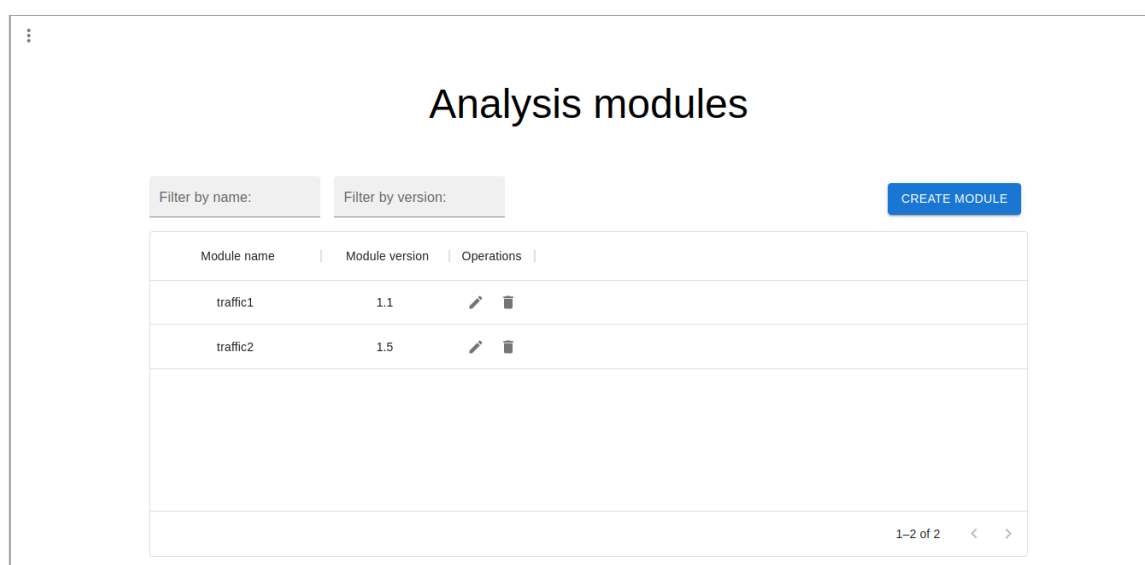 Analysis modules
Filter by name: Filter by version: CREATE MODULE
Module name Module version Operations
traffic1 1.1
traffic2 1.5
1–2 of 2